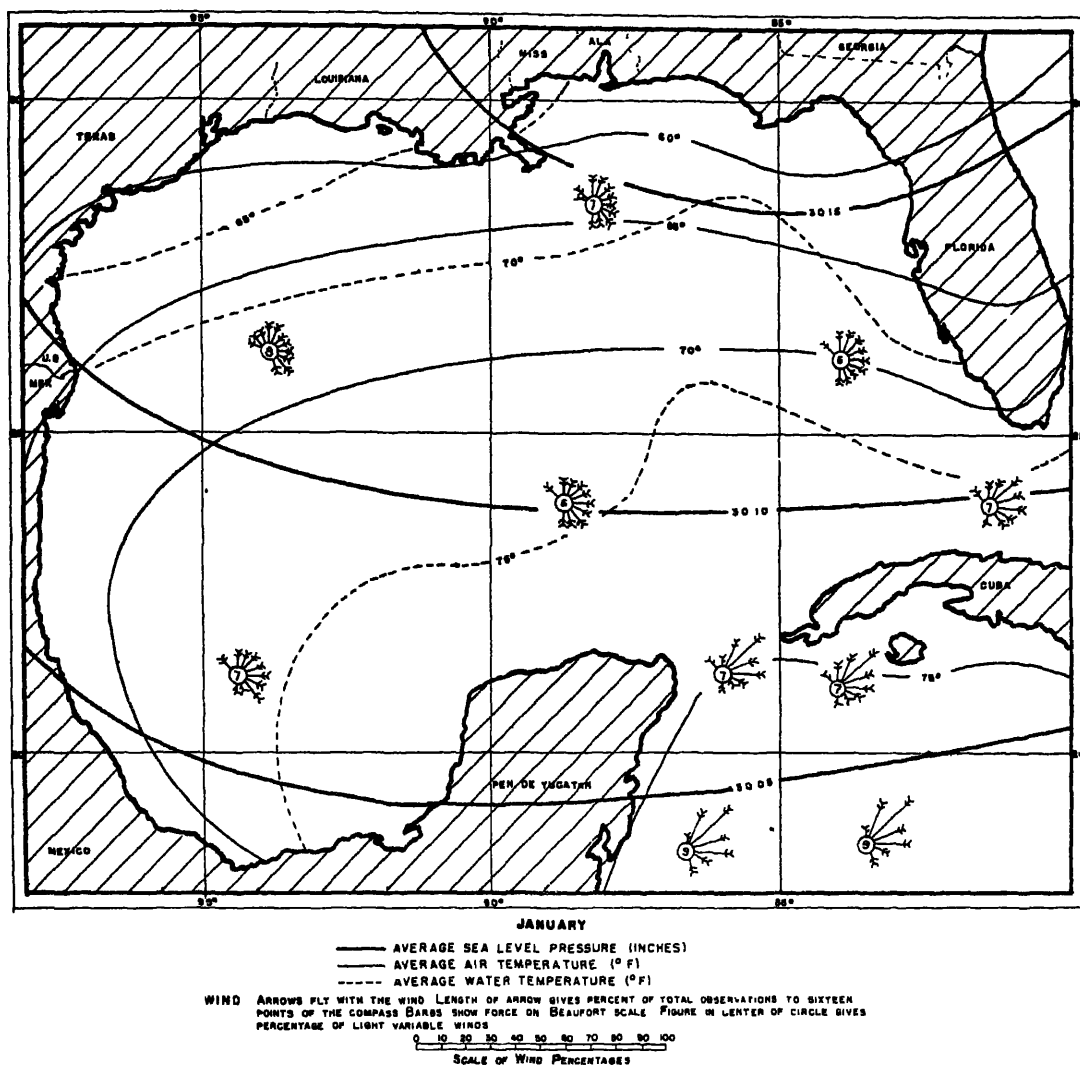 95° 90° 85°
MISS ALA GEORGIA
LOUISIANA
TEXAS
60°
7
30 15
65°
FLORIDA
70°
8
70°
U.S
MEX
6
6
30 10
7
75°
CUBA
7
7
7
75°
PEN DE YUCATAN
30 05
MEXICO
9
9
95° 90° 85°
JANUARY
AVERAGE SEA LEVEL PRESSURE (INCHES)
AVERAGE AIR TEMPERATURE (°F)
AVERAGE WATER TEMPERATURE (°F)
WIND ARROWS FLY WITH THE WIND LENGTH OF ARROW GIVES PERCENT OF TOTAL OBSERVATIONS TO SIXTEEN
POINTS OF THE COMPASS BARBS SHOW FORCE ON BEAUFORT SCALE FIGURE IN CENTER OF CIRCLE GIVES
PERCENTAGE OF LIGHT VARIABLE WINDS
0 10 20 30 40 50 60 70 80 90 100
SCALE OF WIND PERCENTAGES